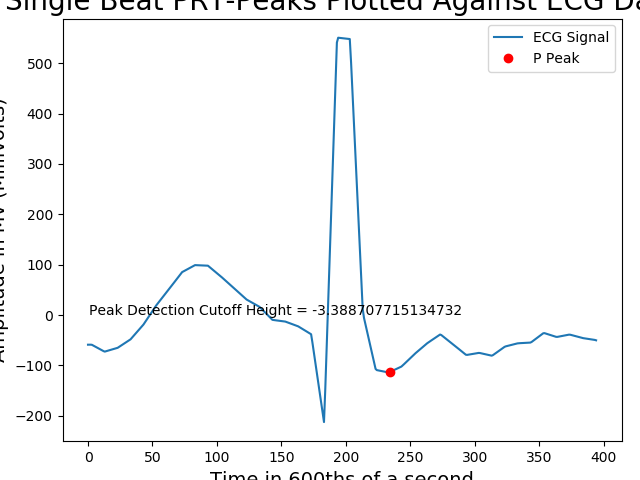 Single Beat PRT-Peaks Plotted Against ECG Da
Amplitude in MV (Millivolts)
ECG Signal
P Peak
500
400
300
200
100
0
−100
−200
Peak Detection Cutoff Height = -3.388707715134732
0 50 100 150 200 250 300 350 400
Time in 600ths of a second